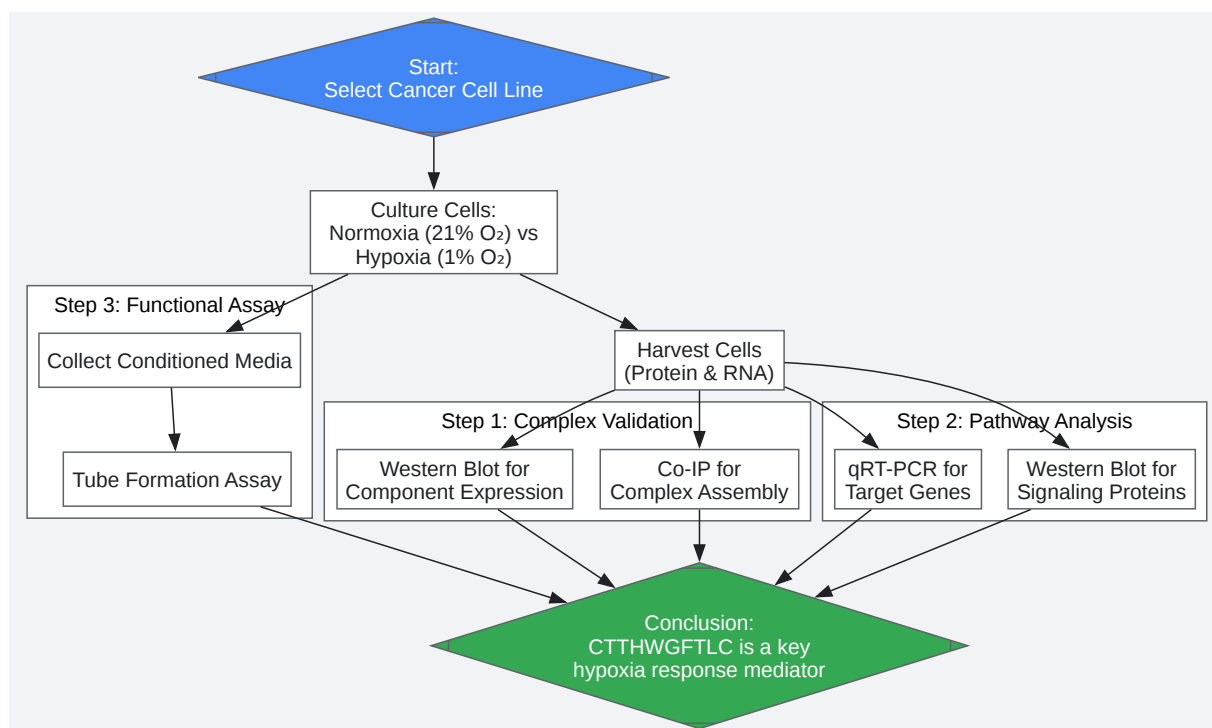 Start:
Select Cancer Cell Line
Culture Cells:
Normoxia (21% O₂) vs
Hypoxia (1% O₂)
Step 3: Functional Assay
Collect Conditioned Media
Tube Formation Assay
Harvest Cells
(Protein & RNA)
Step 1: Complex Validation
Western Blot for
Component Expression
Co-IP for
Complex Assembly
Step 2: Pathway Analysis
qRT-PCR for
Target Genes
Western Blot for
Signaling Proteins
Conclusion:
CTTHWGFTLC is a key
hypoxia response mediator